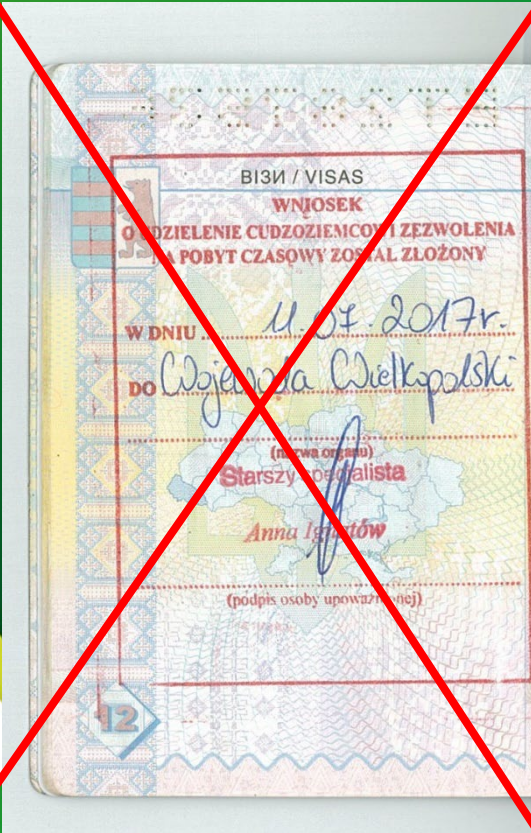 ВІЗИ / VISAS
WNIOSEK
O UDZIELENIE CUDZOZIEMCOWI ZEZWOLENIA
NA POBYT CZASOWY ZOSTAŁ ZŁOŻONY
W DNIU 11.07.2017r.
DO Wojewoda Wielkopolski
(nazwa organu)
Starszy specjalista
Anna Ignatów
(podpis osoby upoważnionej)
12